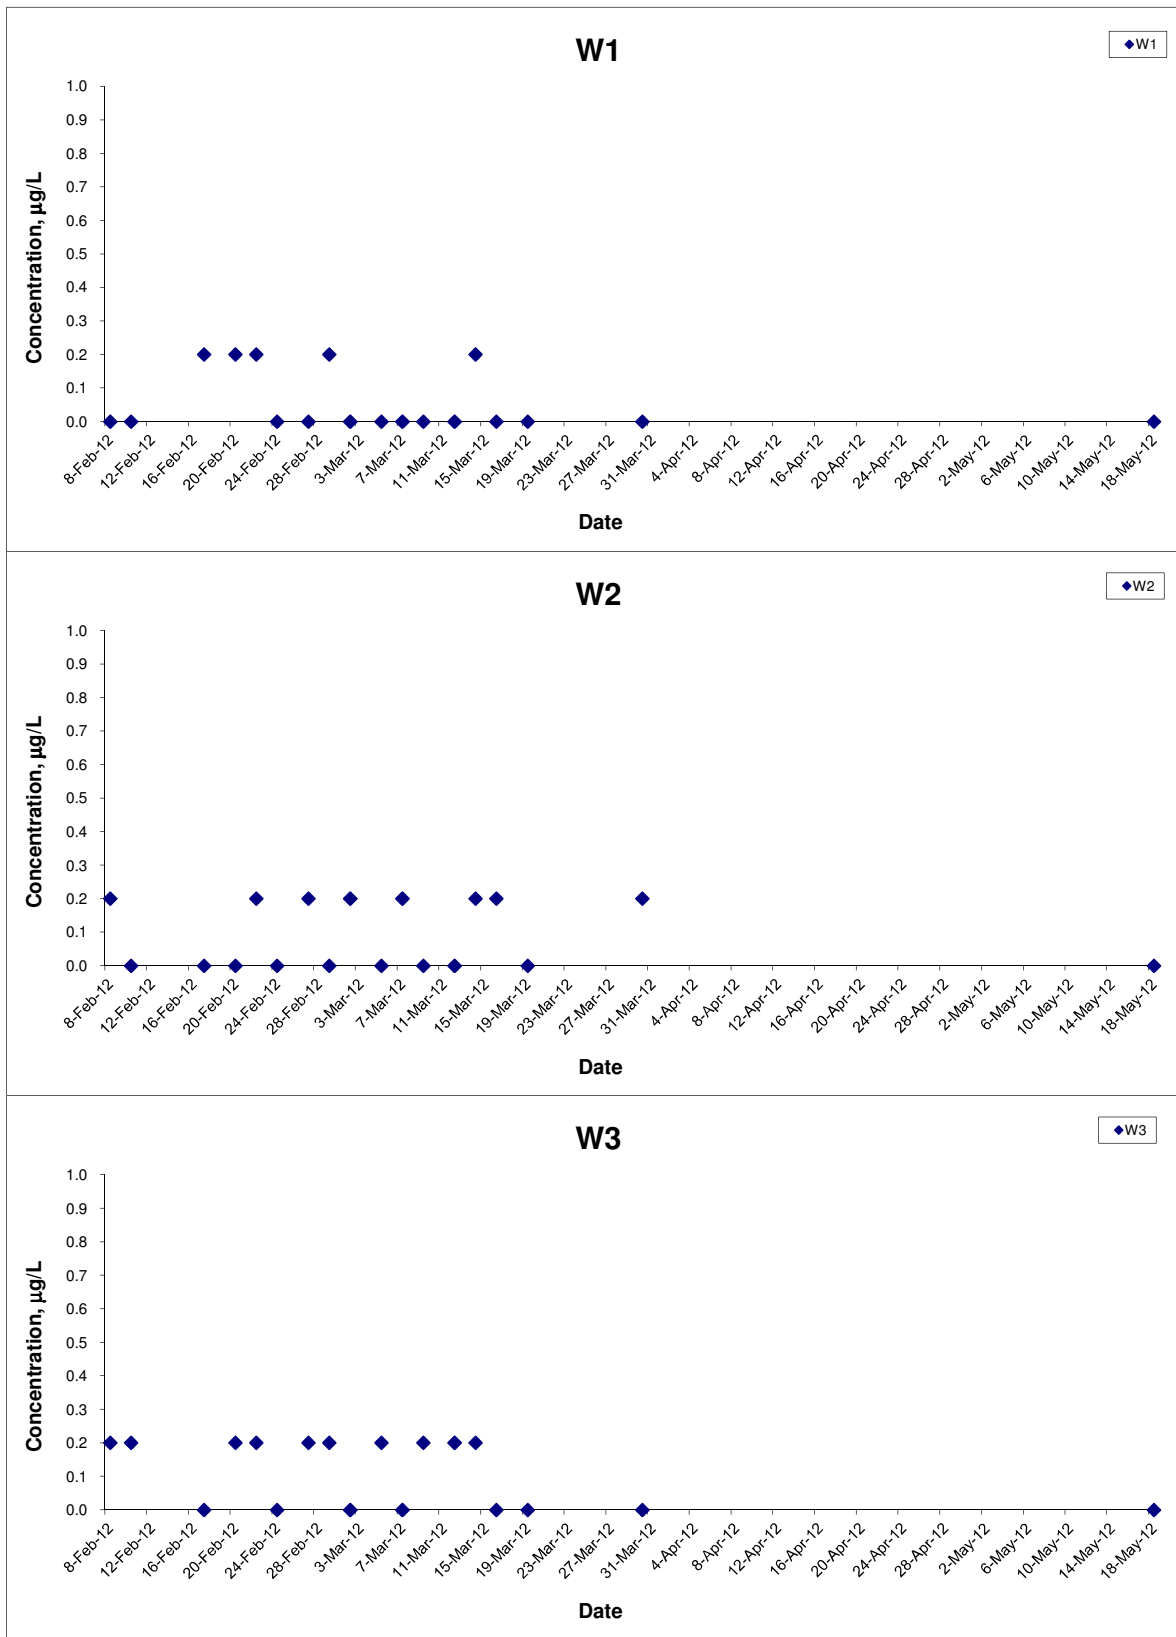 W1
W1
Concentration, µg/L
1.0
0.9
0.8
0.7
0.6
0.5
0.4
0.3
0.2
0.1
0.0
8-Feb-12
12-Feb-12
16-Feb-12
20-Feb-12
24-Feb-12
28-Feb-12
3-Mar-12
7-Mar-12
11-Mar-12
15-Mar-12
19-Mar-12
23-Mar-12
27-Mar-12
31-Mar-12
4-Apr-12
8-Apr-12
12-Apr-12
16-Apr-12
20-Apr-12
24-Apr-12
28-Apr-12
2-May-12
6-May-12
10-May-12
14-May-12
18-May-12
Date
W2
W2
Concentration, µg/L
1.0
0.9
0.8
0.7
0.6
0.5
0.4
0.3
0.2
0.1
0.0
8-Feb-12
12-Feb-12
16-Feb-12
20-Feb-12
24-Feb-12
28-Feb-12
3-Mar-12
7-Mar-12
11-Mar-12
15-Mar-12
19-Mar-12
23-Mar-12
27-Mar-12
31-Mar-12
4-Apr-12
8-Apr-12
12-Apr-12
16-Apr-12
20-Apr-12
24-Apr-12
28-Apr-12
2-May-12
6-May-12
10-May-12
14-May-12
18-May-12
Date
W3
W3
Concentration, µg/L
1.0
0.9
0.8
0.7
0.6
0.5
0.4
0.3
0.2
0.1
0.0
8-Feb-12
12-Feb-12
16-Feb-12
20-Feb-12
24-Feb-12
28-Feb-12
3-Mar-12
7-Mar-12
11-Mar-12
15-Mar-12
19-Mar-12
23-Mar-12
27-Mar-12
31-Mar-12
4-Apr-12
8-Apr-12
12-Apr-12
16-Apr-12
20-Apr-12
24-Apr-12
28-Apr-12
2-May-12
6-May-12
10-May-12
14-May-12
18-May-12
Date